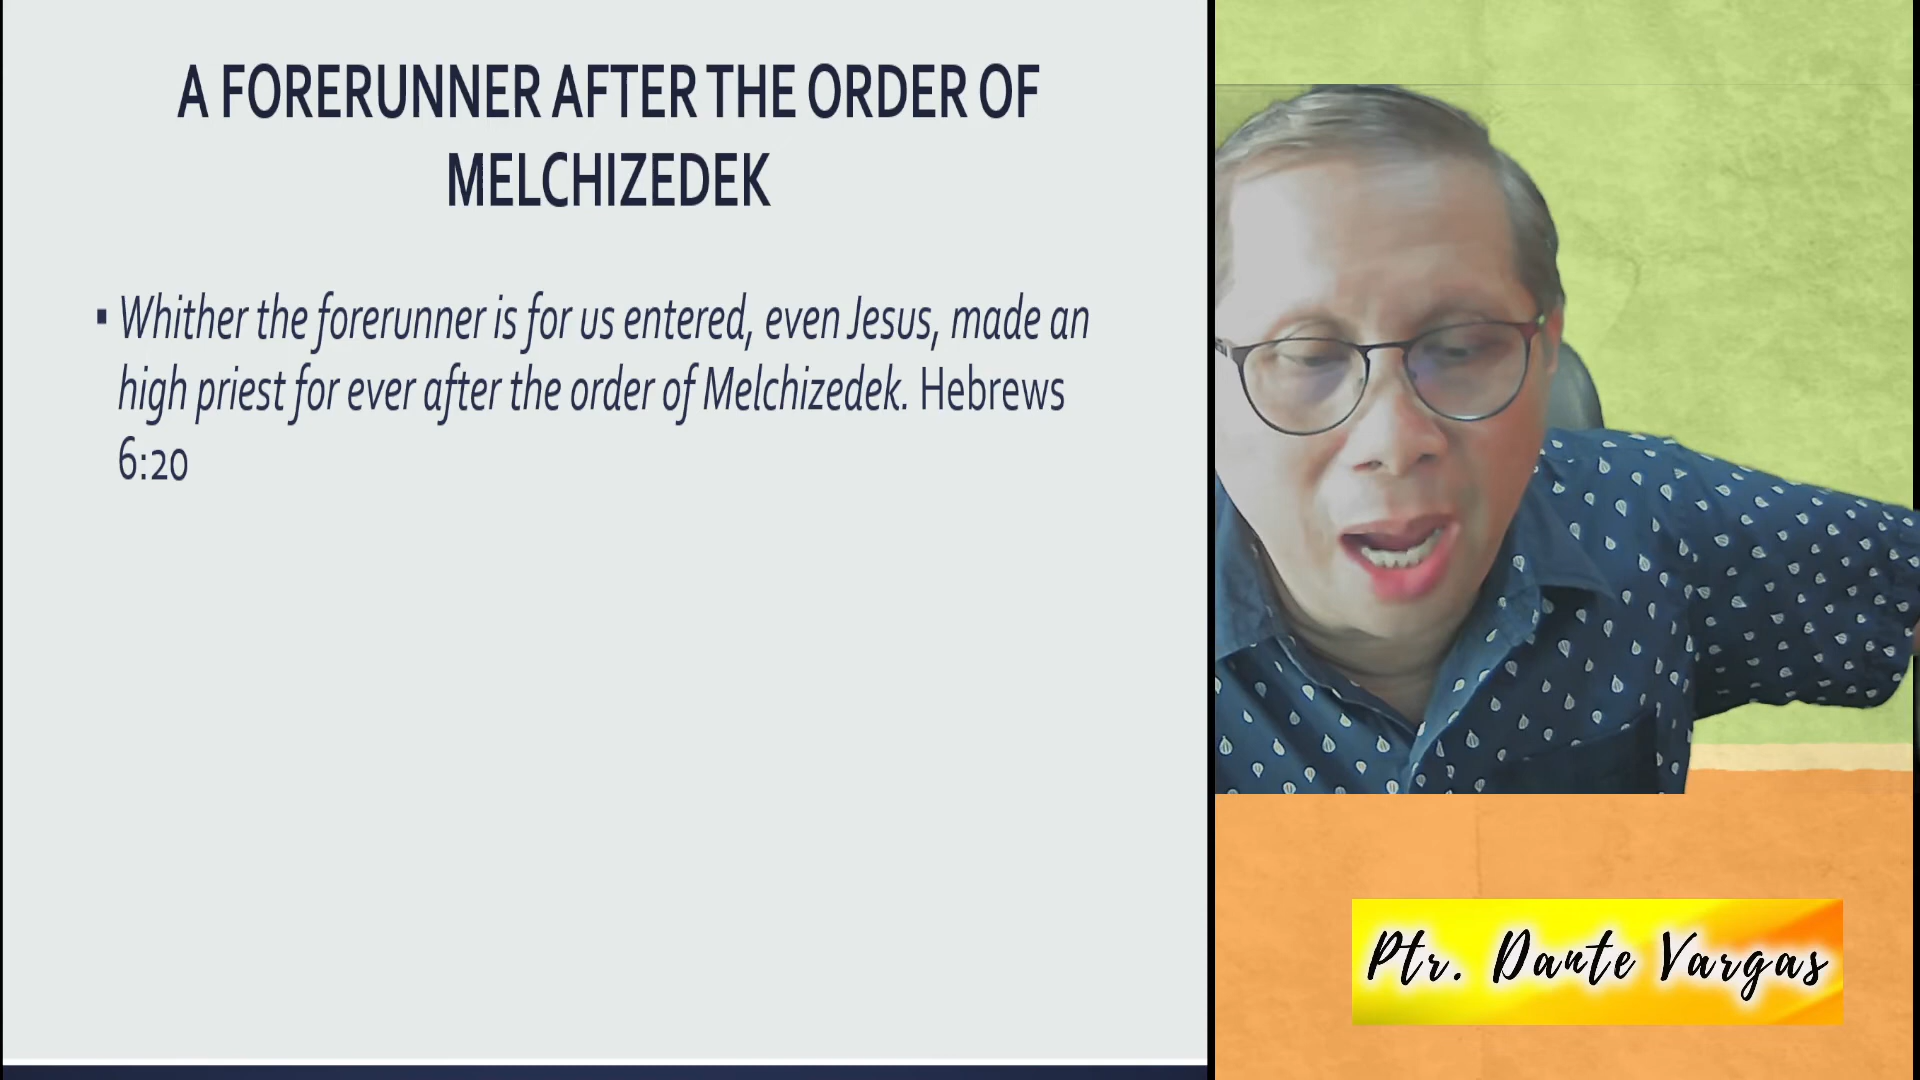 A FORERUNNER AFTER THE ORDER OF
MELCHIZEDEK
▪ Whither the forerunner is for us entered, even Jesus, made an
high priest for ever after the order of Melchizedek. Hebrews
6:20
Ptr. Dante Vargas